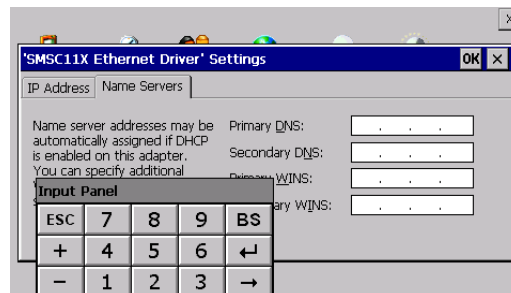 'SMSC11X Ethernet Driver' Settings OK ×
IP Address Name Servers
Name server addresses may be
automatically assigned if DHCP
is enabled on this adapter.
You can specify additional
Primary DNS:
Secondary DNS:
Primary WINS:
ary WINS:
Input Panel
ESC 7 8 9 BS
+ 4 5 6 ↵
− 1 2 3 →